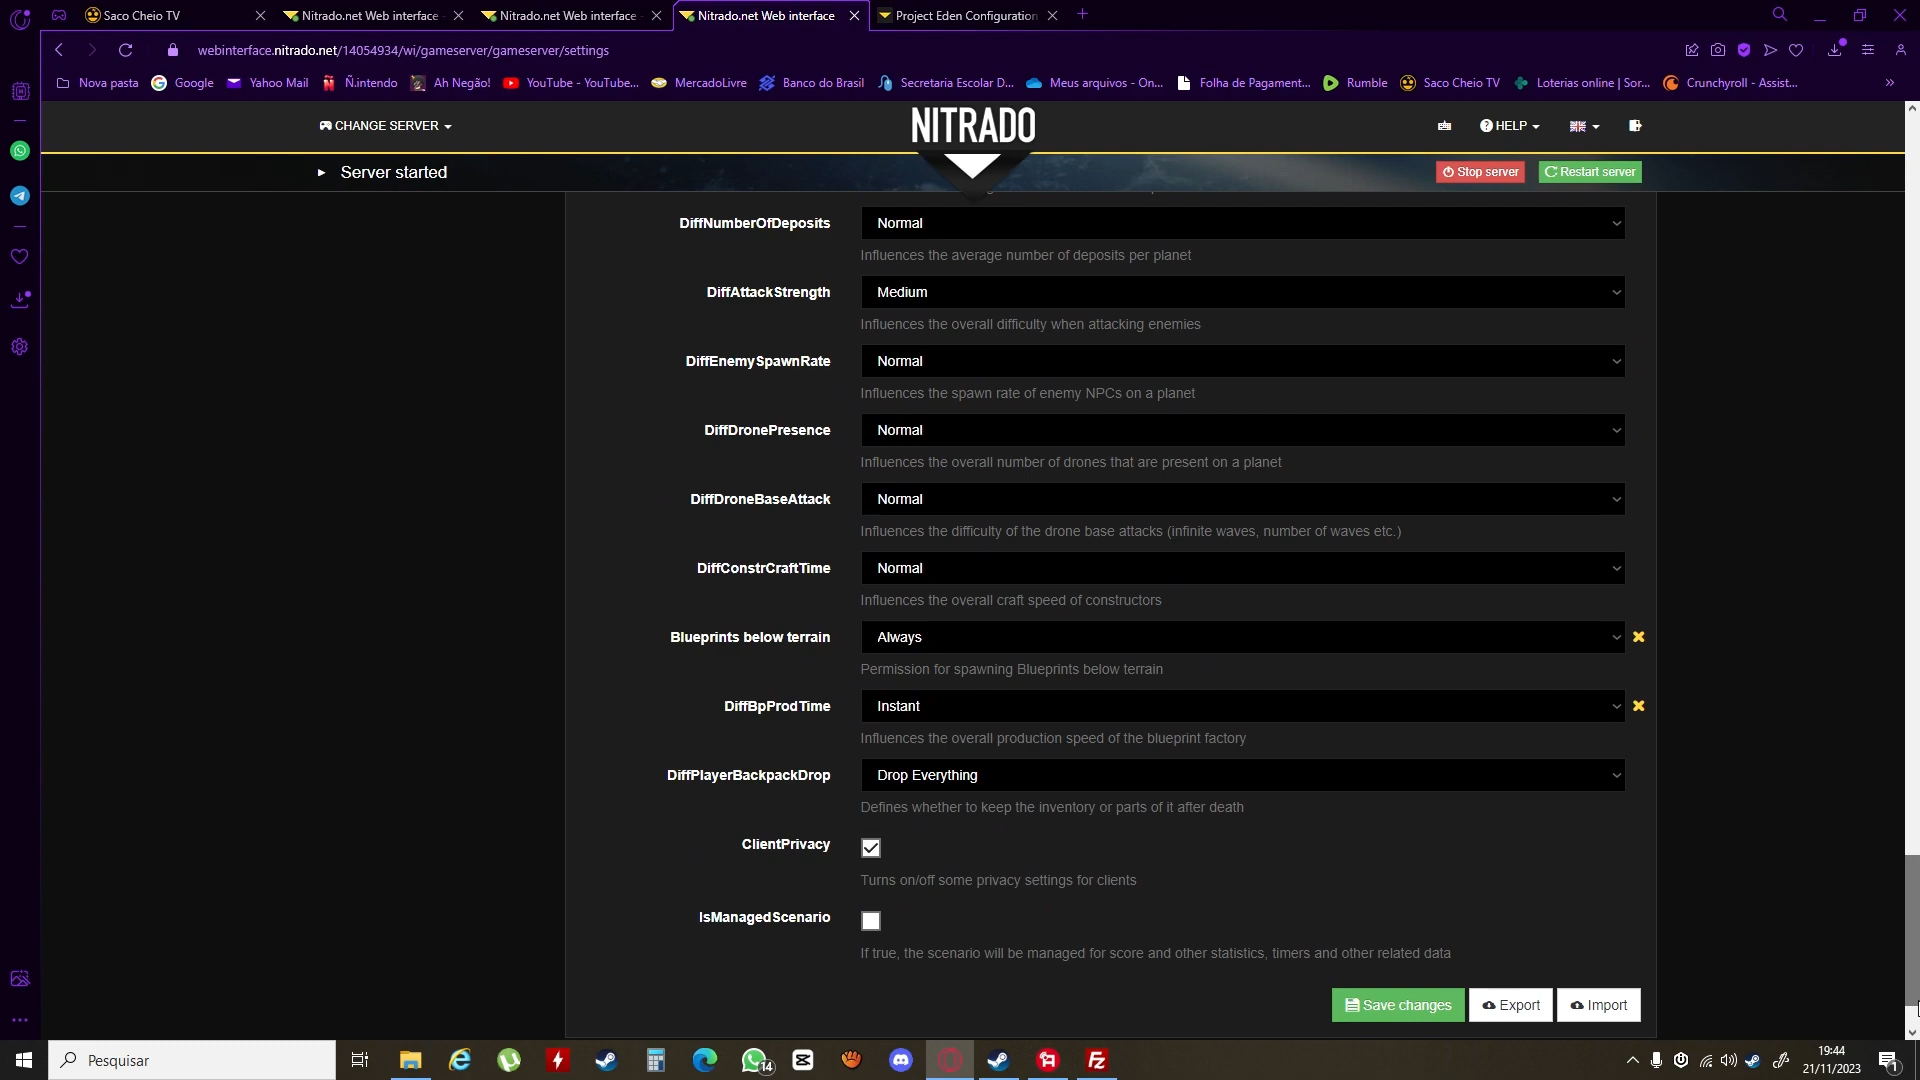 Saco Cheio TV
Nitrado.net Web interface
Nitrado.net Web interface
Nitrado.net Web interface
Project Eden Configuration
webinterface.nitrado.net/14054934/wi/gameserver/gameserver/settings
Nova pasta
Google
Yahoo Mail
Ñ.intendo
Ah Negão!
YouTube - YouTube...
MercadoLivre
Banco do Brasil
Secretaria Escolar D...
Meus arquivos - On...
Folha de Pagament...
Rumble
Saco Cheio TV
Loterias online | Sor...
Crunchyroll - Assist...
CHANGE SERVER
NITRADO
HELP
Server started
Stop server
Restart server
DiffNumberOfDeposits
Normal
Influences the average number of deposits per planet
DiffAttackStrength
Medium
Influences the overall difficulty when attacking enemies
DiffEnemySpawnRate
Normal
Influences the spawn rate of enemy NPCs on a planet
DiffDronePresence
Normal
Influences the overall number of drones that are present on a planet
DiffDroneBaseAttack
Normal
Influences the difficulty of the drone base attacks (infinite waves, number of waves etc.)
DiffConstrCraftTime
Normal
Influences the overall craft speed of constructors
Blueprints below terrain
Always
Permission for spawning Blueprints below terrain
DiffBpProdTime
Instant
Influences the overall production speed of the blueprint factory
DiffPlayerBackpackDrop
Drop Everything
Defines whether to keep the inventory or parts of it after death
ClientPrivacy
Turns on/off some privacy settings for clients
IsManagedScenario
If true, the scenario will be managed for score and other statistics, timers and other related data
Save changes
Export
Import
Pesquisar
14
19:44
21/11/2023
1